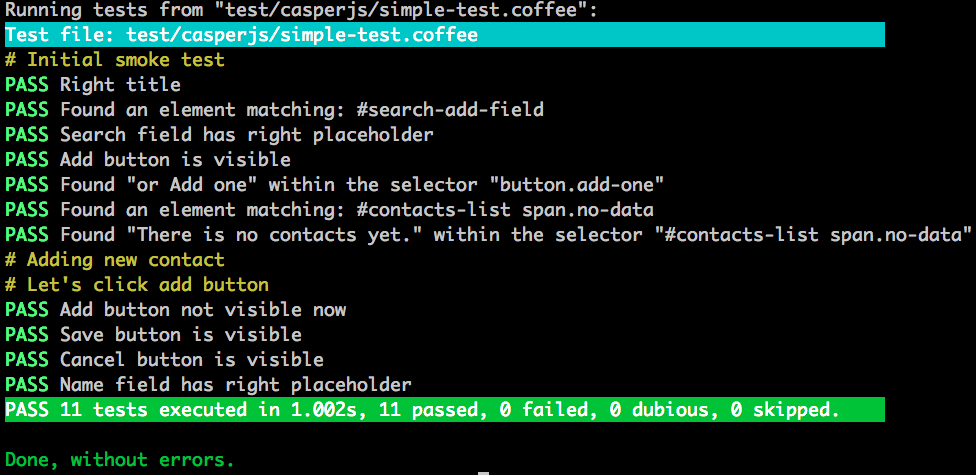 Running tests from "test/casperjs/simple-test.coffee":
Test file: test/casperjs/simple-test.coffee
# Initial smoke test
PASS Right title
PASS Found an element matching: #search-add-field
PASS Search field has right placeholder
PASS Add button is visible
PASS Found "or Add one" within the selector "button.add-one"
PASS Found an element matching: #contacts-list span.no-data
PASS Found "There is no contacts yet." within the selector "#contacts-list span.no-data"
# Adding new contact
# Let's click add button
PASS Add button not visible now
PASS Save button is visible
PASS Cancel button is visible
PASS Name field has right placeholder
PASS 11 tests executed in 1.002s, 11 passed, 0 failed, 0 dubious, 0 skipped.
Done, without errors.